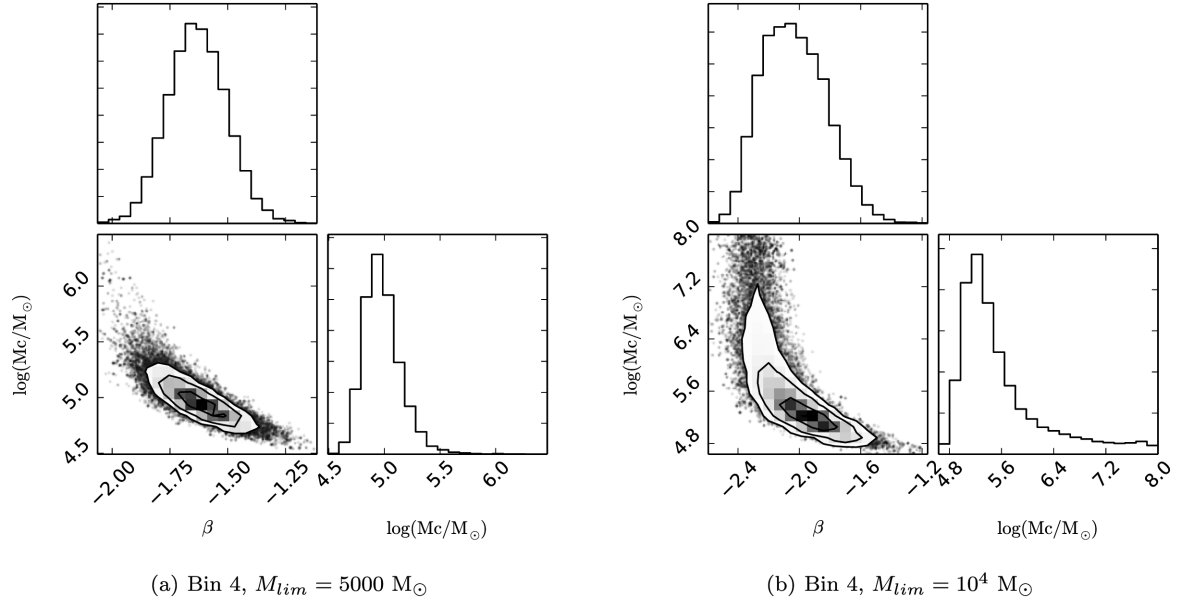 8.0
6.0
5.5
5.0
4.5
7.2
6.4
5.6
4.8
log(Mc/M⊙)
log(Mc/M⊙)
−2.00 −1.75 −1.50 −1.25
4.5 5.0 5.5 6.0
−2.4 −2.0 −1.6 −1.2
4.8 5.6 6.4 7.2 8.0
β log(Mc/M⊙) β log(Mc/M⊙)
(a) Bin 4, M_lim = 5000 M⊙
(b) Bin 4, M_lim = 10⁴ M⊙